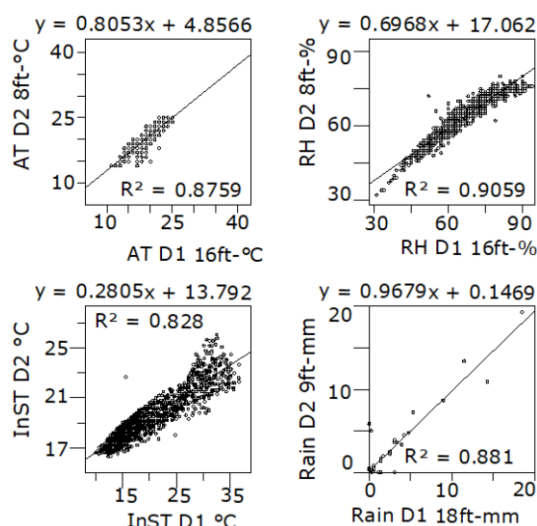 y = 0.8053x + 4.8566
AT D2 8ft-°C
40
25
10
R² = 0.8759
10
25
40
AT D1 16ft-°C
y = 0.6968x + 17.062
RH D2 8ft-%
90
60
30
R² = 0.9059
30
60
90
RH D1 16ft-%
y = 0.2805x + 13.792
InST D2 °C
25
21
17
R² = 0.828
15
25
35
InST D1 °C
y = 0.9679x + 0.1469
Rain D2 9ft-mm
20
10
0
R² = 0.881
0
10
20
Rain D1 18ft-mm